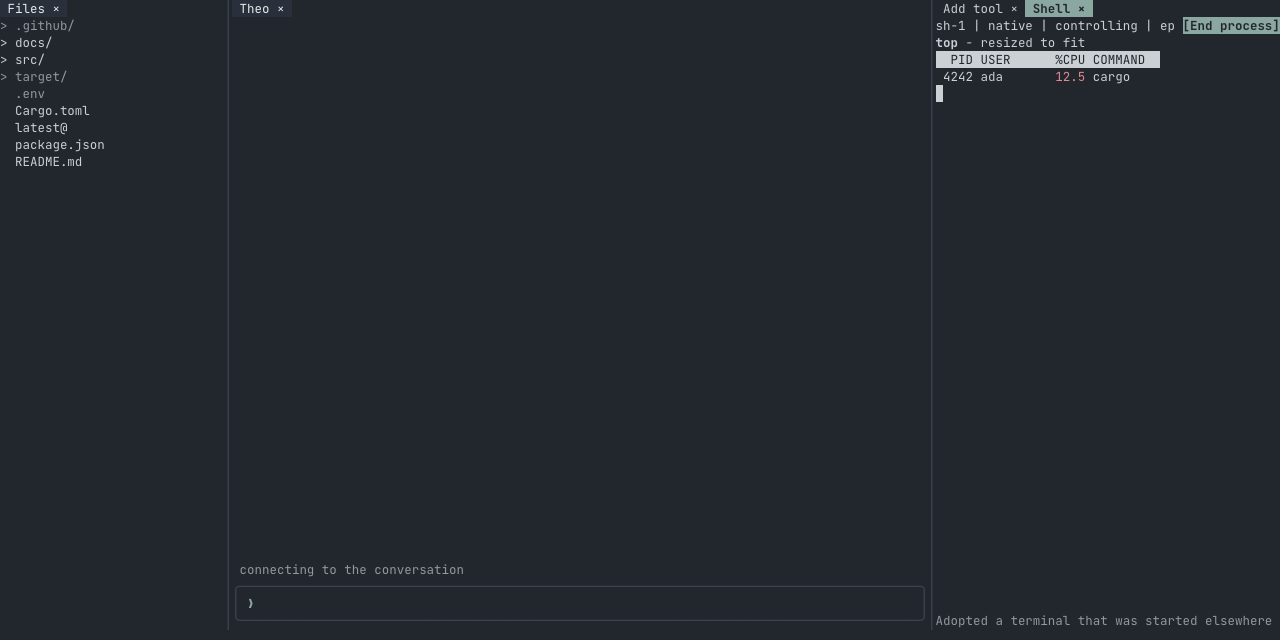 Files ×
> .github/
> docs/
> src/
> target/
.env
Cargo.toml
latest@
package.json
README.md
Theo ×
connecting to the conversation
❯
Add tool × Shell ×
sh-1 | native | controlling | ep [End process]
top - resized to fit
PID USER %CPU COMMAND
4242 ada 12.5 cargo
Adopted a terminal that was started elsewhere